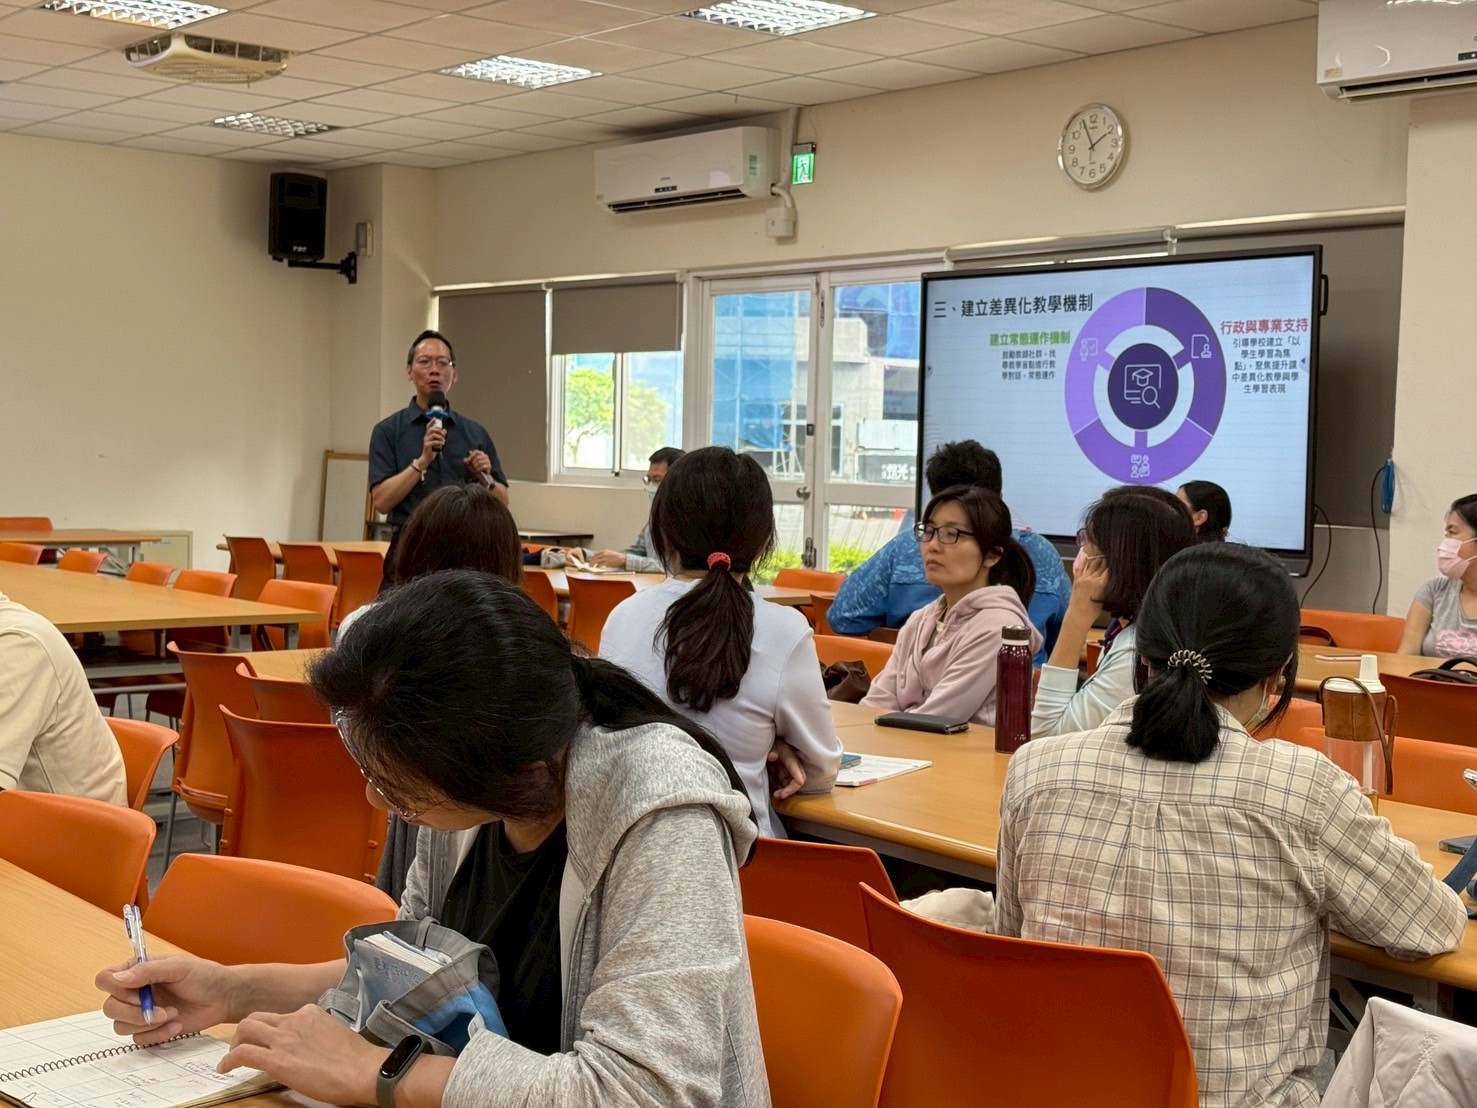 三、建立差異化教學機制
建立常態運作機制
鼓勵教師社群，找
尋教學盲點進行教
學對話，常態運作
行政與專業支持
引導學校建立「以
學生學習為焦
點」，聚焦提升課
中差異化教學與學
生學習表現